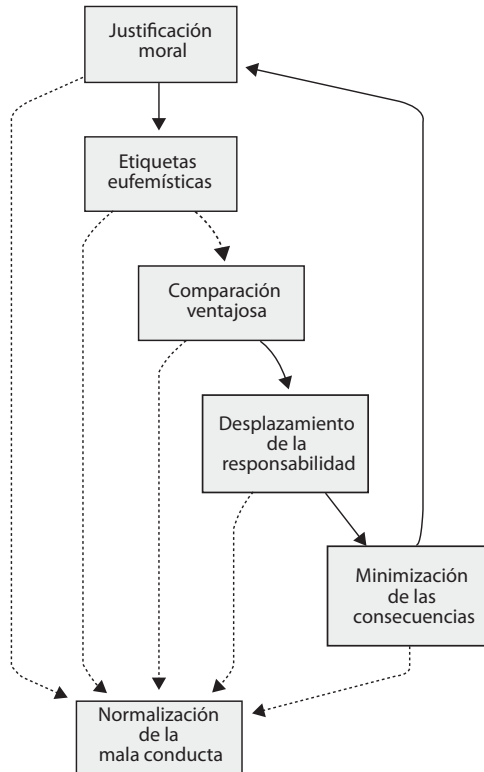 Justificación
moral
Etiquetas
eufemísticas
Comparación
ventajosa
Desplazamiento
de la
responsabilidad
Minimización
de las
consecuencias
Normalización
de la
mala conducta